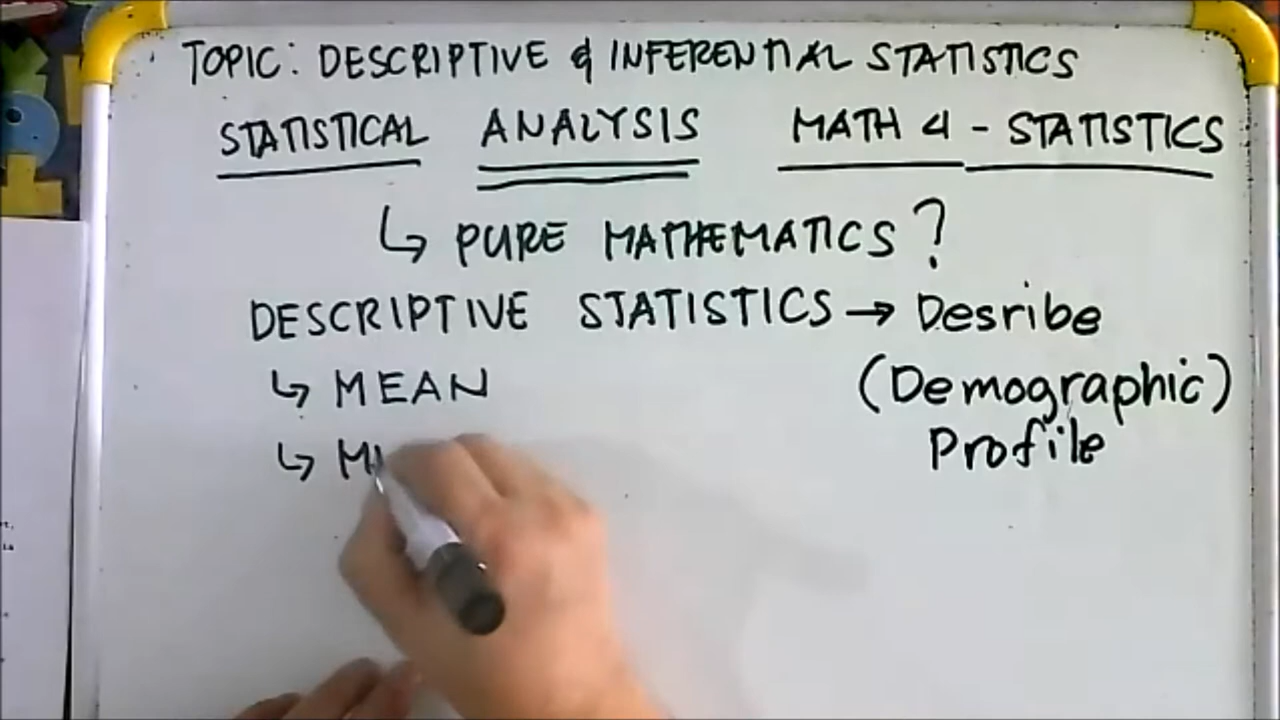 TOPIC: DESCRIPTIVE & INFERENTIAL STATISTICS
STATISTICAL ANALYSIS MATH 4 - STATISTICS
↳ PURE MATHEMATICS?
DESCRIPTIVE STATISTICS → Desribe
↳ MEAN (Demographic)
↳ M Profile